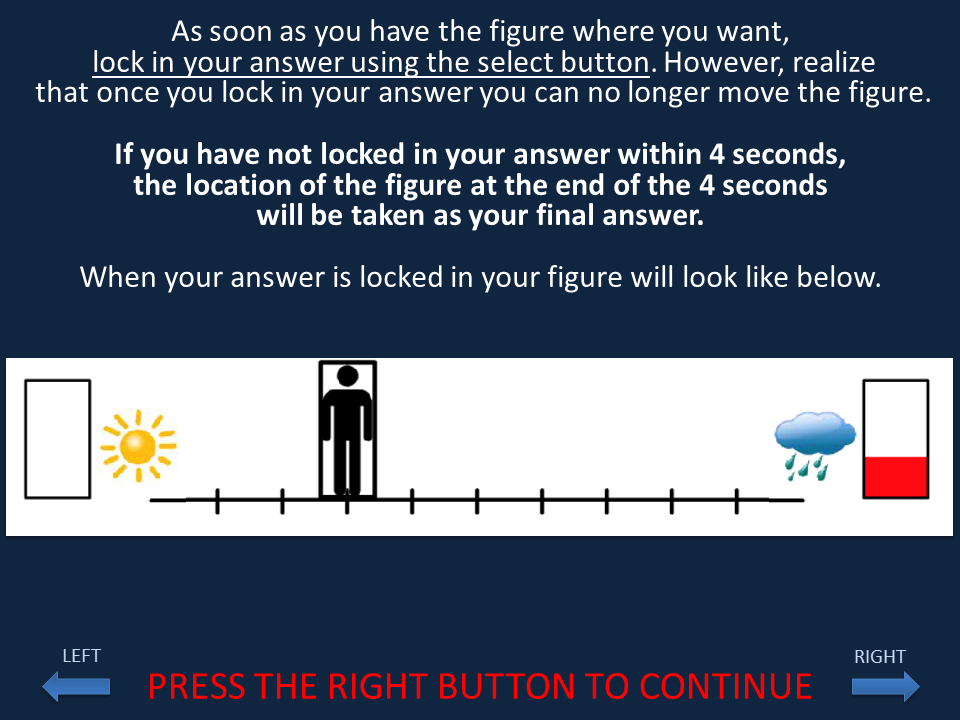 As soon as you have the figure where you want,
lock in your answer using the select button. However, realize
that once you lock in your answer you can no longer move the figure.
If you have not locked in your answer within 4 seconds,
the location of the figure at the end of the 4 seconds
will be taken as your final answer.
When your answer is locked in your figure will look like below.
LEFT
RIGHT
PRESS THE RIGHT BUTTON TO CONTINUE